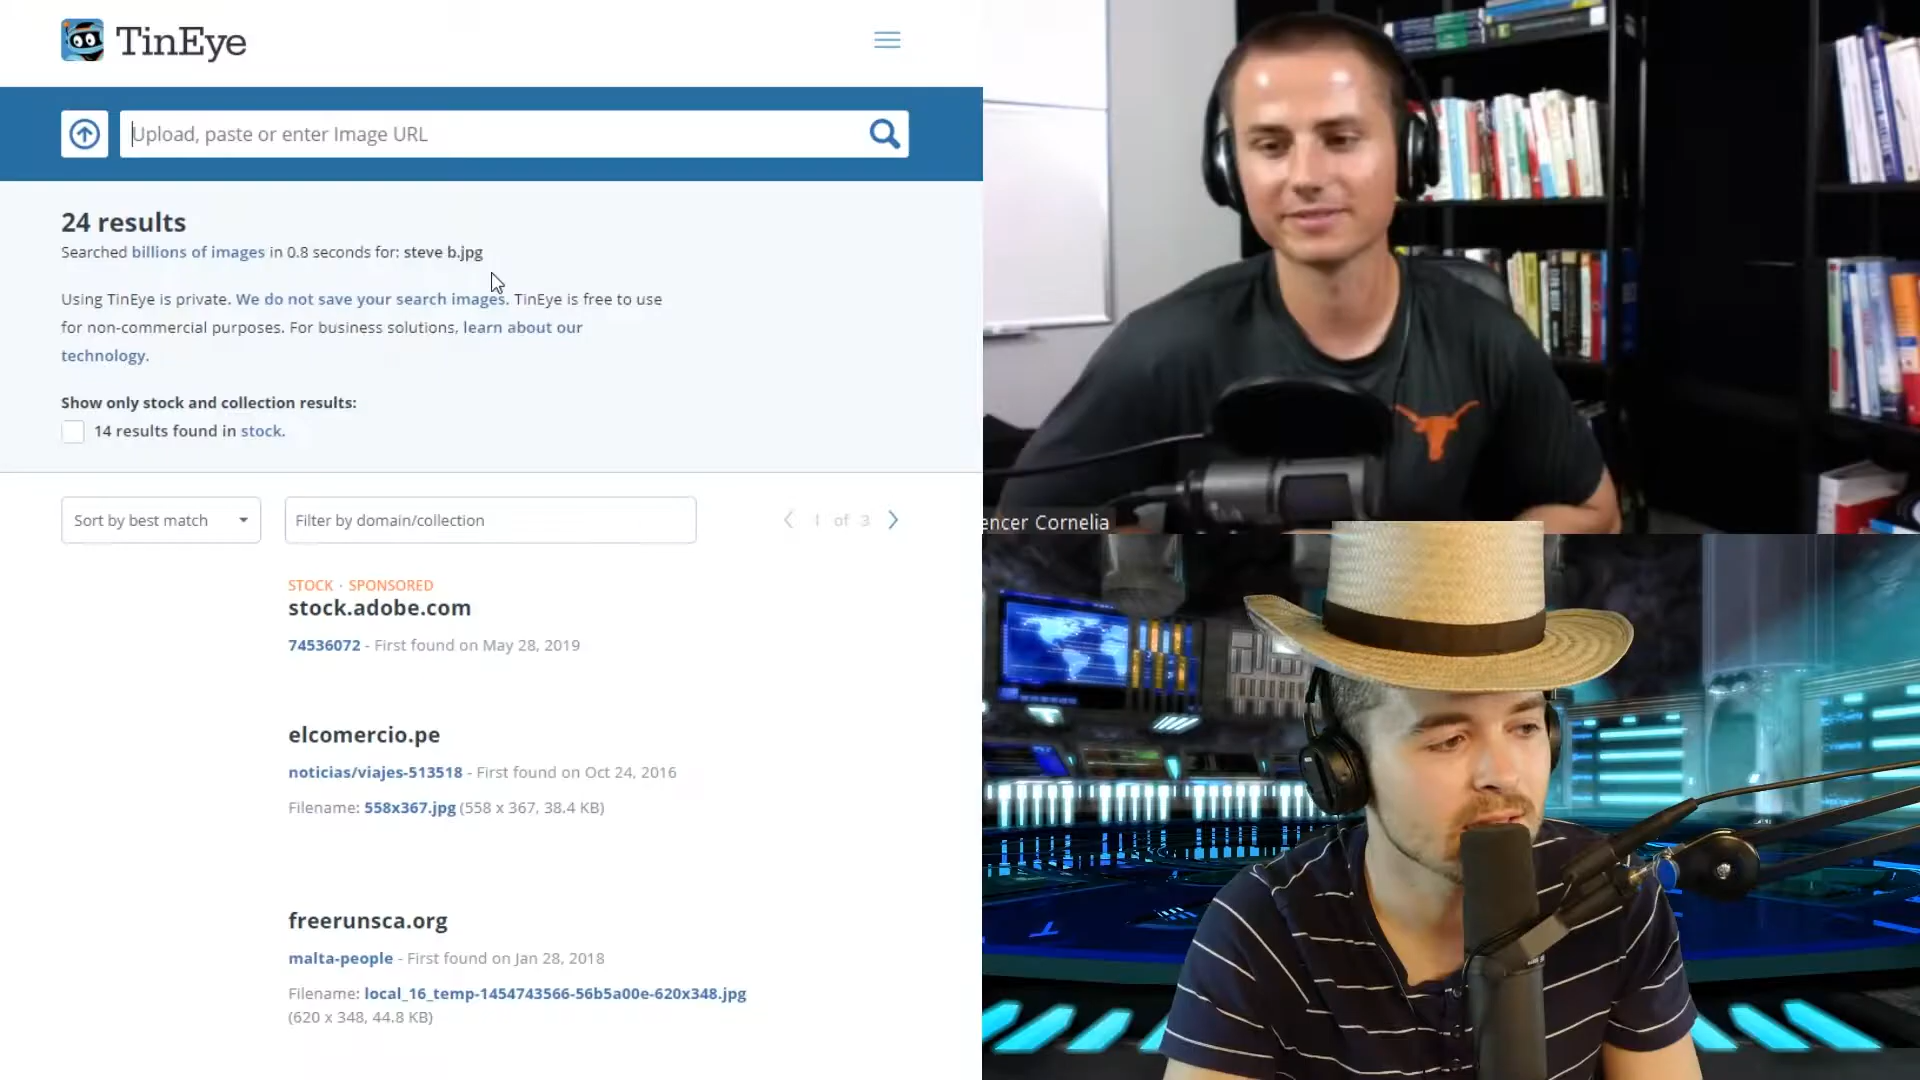 TinEye
Upload, paste or enter Image URL
24 results
Searched billions of images in 0.8 seconds for: steve b.jpg
Using TinEye is private. We do not save your search images. TinEye is free to use
for non-commercial purposes. For business solutions, learn about our
technology.
Show only stock and collection results:
14 results found in stock.
Sort by best match
Filter by domain/collection
1 of 3
STOCK · SPONSORED
stock.adobe.com
74536072 - First found on May 28, 2019
elcomercio.pe
noticias/viajes-513518 - First found on Oct 24, 2016
Filename: 558x367.jpg (558 x 367, 38.4 KB)
freerunsca.org
malta-people - First found on Jan 28, 2018
Filename: local_16_temp-1454743566-56b5a00e-620x348.jpg
(620 x 348, 44.8 KB)
encer Cornelia